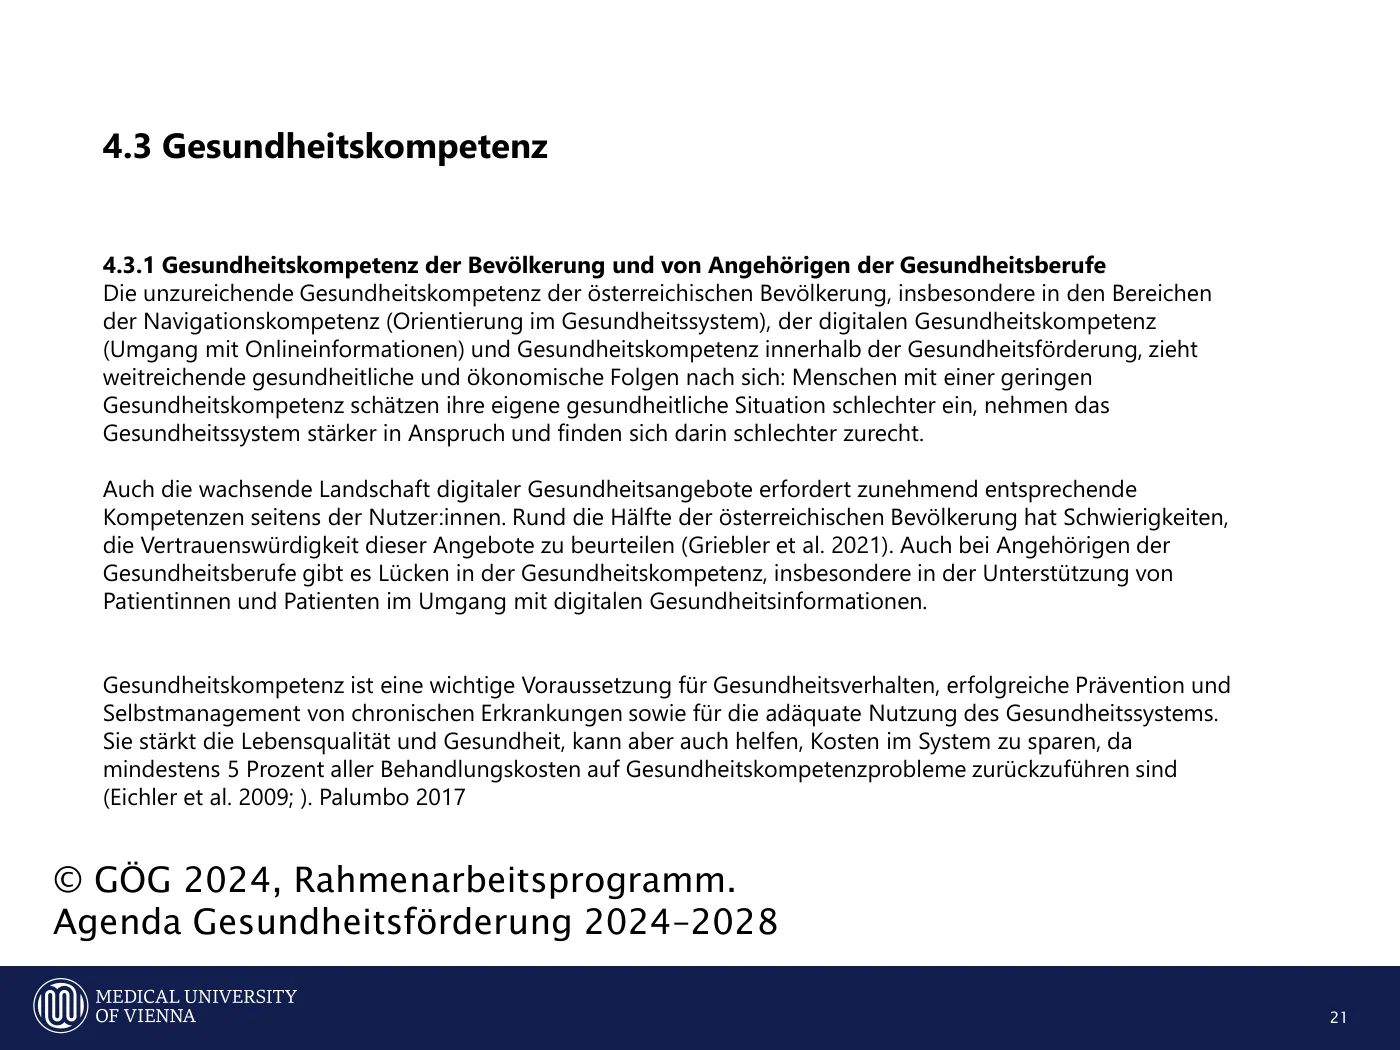 4.3 Gesundheitskompetenz
4.3.1 Gesundheitskompetenz der Bevölkerung und von Angehörigen der Gesundheitsberufe
Die unzureichende Gesundheitskompetenz der österreichischen Bevölkerung, insbesondere in den Bereichen
der Navigationskompetenz (Orientierung im Gesundheitssystem), der digitalen Gesundheitskompetenz
(Umgang mit Onlineinformationen) und Gesundheitskompetenz innerhalb der Gesundheitsförderung, zieht
weitreichende gesundheitliche und ökonomische Folgen nach sich: Menschen mit einer geringen
Gesundheitskompetenz schätzen ihre eigene gesundheitliche Situation schlechter ein, nehmen das
Gesundheitssystem stärker in Anspruch und finden sich darin schlechter zurecht.
Auch die wachsende Landschaft digitaler Gesundheitsangebote erfordert zunehmend entsprechende
Kompetenzen seitens der Nutzer:innen. Rund die Hälfte der österreichischen Bevölkerung hat Schwierigkeiten,
die Vertrauenswürdigkeit dieser Angebote zu beurteilen (Griebler et al. 2021). Auch bei Angehörigen der
Gesundheitsberufe gibt es Lücken in der Gesundheitskompetenz, insbesondere in der Unterstützung von
Patientinnen und Patienten im Umgang mit digitalen Gesundheitsinformationen.
Gesundheitskompetenz ist eine wichtige Voraussetzung für Gesundheitsverhalten, erfolgreiche Prävention und
Selbstmanagement von chronischen Erkrankungen sowie für die adäquate Nutzung des Gesundheitssystems.
Sie stärkt die Lebensqualität und Gesundheit, kann aber auch helfen, Kosten im System zu sparen, da
mindestens 5 Prozent aller Behandlungskosten auf Gesundheitskompetenzprobleme zurückzuführen sind
(Eichler et al. 2009; ). Palumbo 2017
© GÖG 2024, Rahmenarbeitsprogramm.
Agenda Gesundheitsförderung 2024–2028
MEDICAL UNIVERSITY
OF VIENNA
21